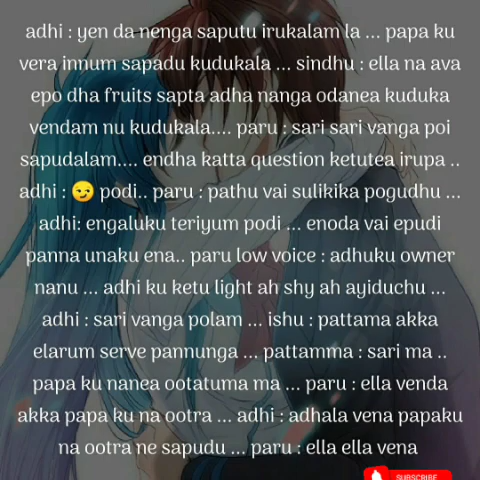 adhi : yen da nenga saputu irukalam la ... papa ku
vera innum sapadu kudukala ... sindhu : ella na ava
epo dha fruits sapta adha nanga odanea kuduka
vendam nu kudukala.... paru : sari sari vanga poi
sapudalam.... endha katta question ketutea irupa ..
adhi : 😏 podi.. paru : pathu vai sulikika pogudhu ...
adhi: engaluku teriyum podi ... enoda vai epudi
panna unaku ena.. paru low voice : adhuku owner
nanu ... adhi ku ketu light ah shy ah ayiduchu ...
adhi : sari vanga polam ... ishu : pattama akka
elarum serve pannunga ... pattamma : sari ma ..
papa ku nanea ootatuma ma ... paru : ella venda
akka papa ku na ootra ... adhi : adhala vena papaku
na ootra ne sapudu ... paru : ella ella vena
SUBSCRIBE